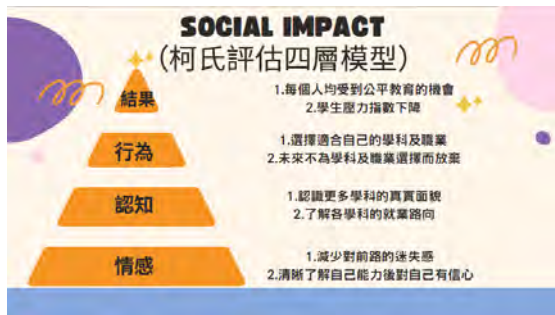 SOCIAL IMPACT
(柯氏評估四層模型)
結果
1.每個人均受到公平教育的機會
2.學生壓力指數下降
行為
1.選擇適合自己的學科及職業
2.未來不為學科及職業選擇而放棄
認知
1.認識更多學科的真實面貌
2.了解各學科的就業路向
情感
1.減少對前路的迷失感
2.清晰了解自己能力後對自己有信心